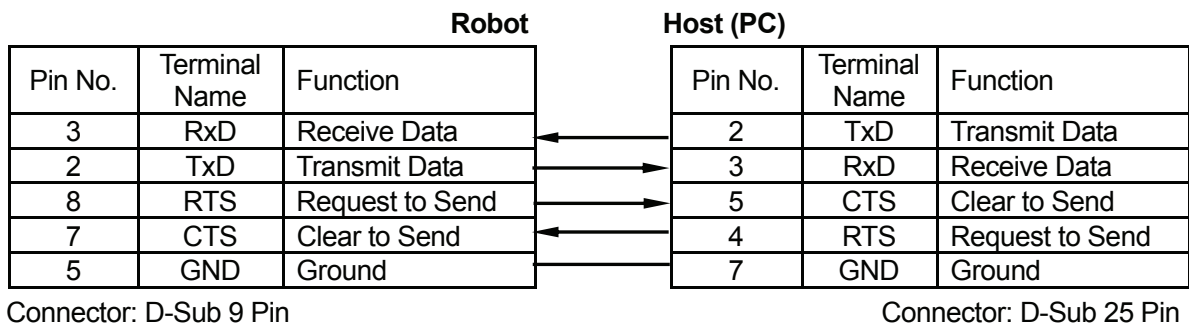 Robot Host (PC)
Pin No. Terminal Name Function Pin No. Terminal Name Function
3 RxD Receive Data 2 TxD Transmit Data
2 TxD Transmit Data 3 RxD Receive Data
8 RTS Request to Send 5 CTS Clear to Send
7 CTS Clear to Send 4 RTS Request to Send
5 GND Ground 7 GND Ground
Connector: D-Sub 9 Pin Connector: D-Sub 25 Pin